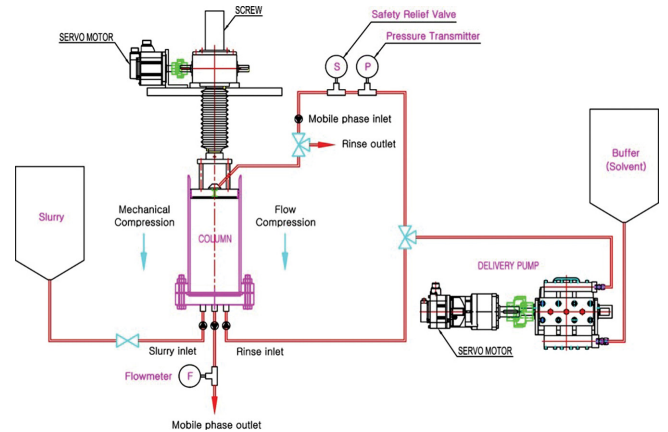 SCREW
SERVO MOTOR
Safety Relief Valve
Pressure Transmitter
S
P
Mobile phase inlet
Rinse outlet
Buffer
(Solvent)
Slurry
Mechanical
Compression
Flow
Compression
COLUMN
DELIVERY PUMP
SERVO MOTOR
Slurry inlet
Rinse inlet
Flowmeter
F
Mobile phase outlet